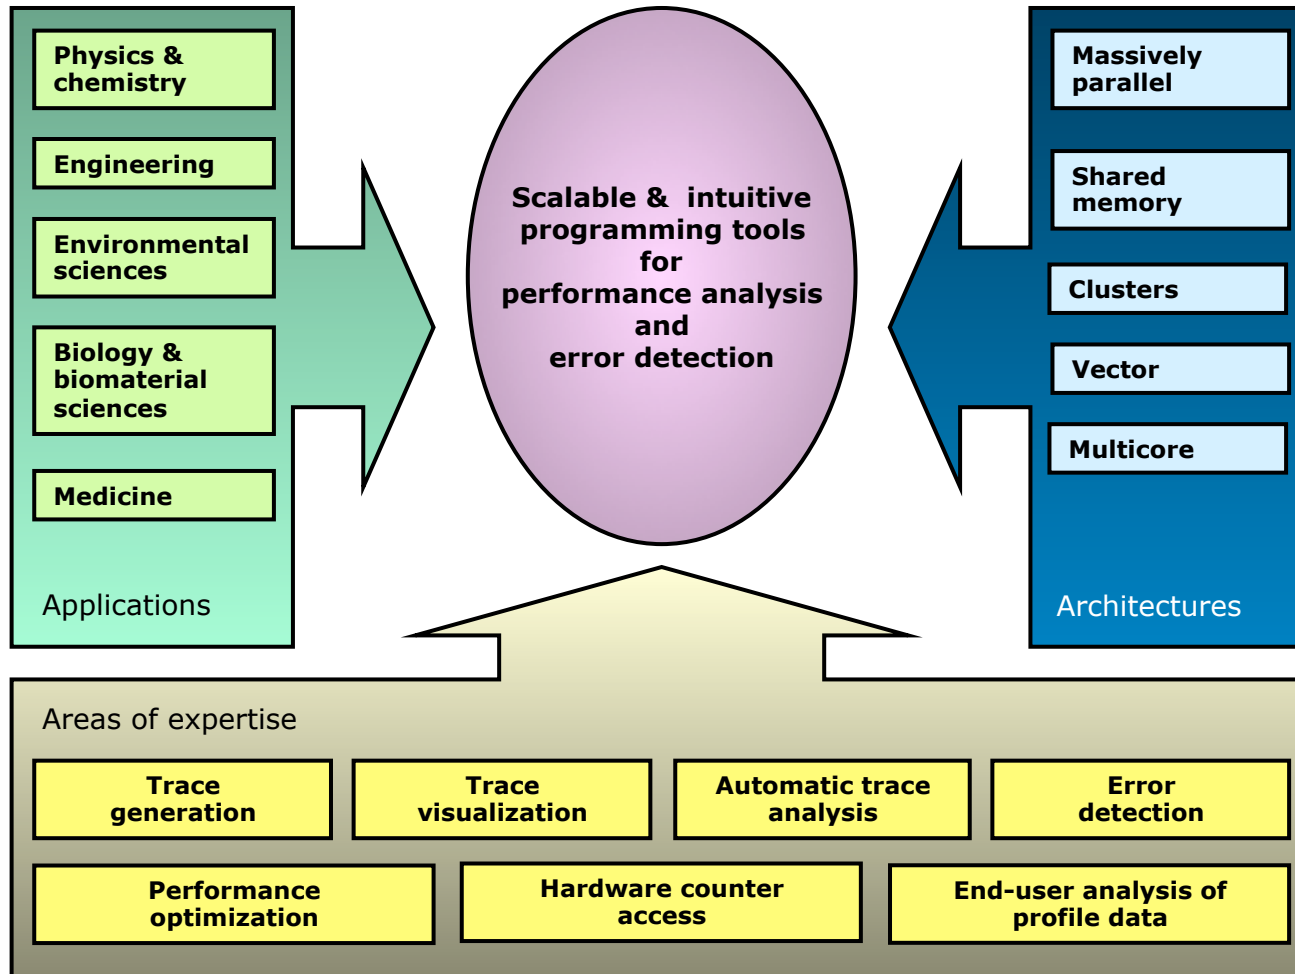 Physics &
chemistry
Engineering
Environmental
sciences
Biology &
biomaterial
sciences
Medicine
Applications
Scalable &  intuitive
programming tools
for
performance analysis
and
error detection
Massively
parallel
Shared
memory
Clusters
Vector
Multicore
Architectures
Areas of expertise
Trace
generation
Trace
visualization
Automatic trace
analysis
Error
detection
Performance
optimization
Hardware counter
access
End-user analysis of
profile data